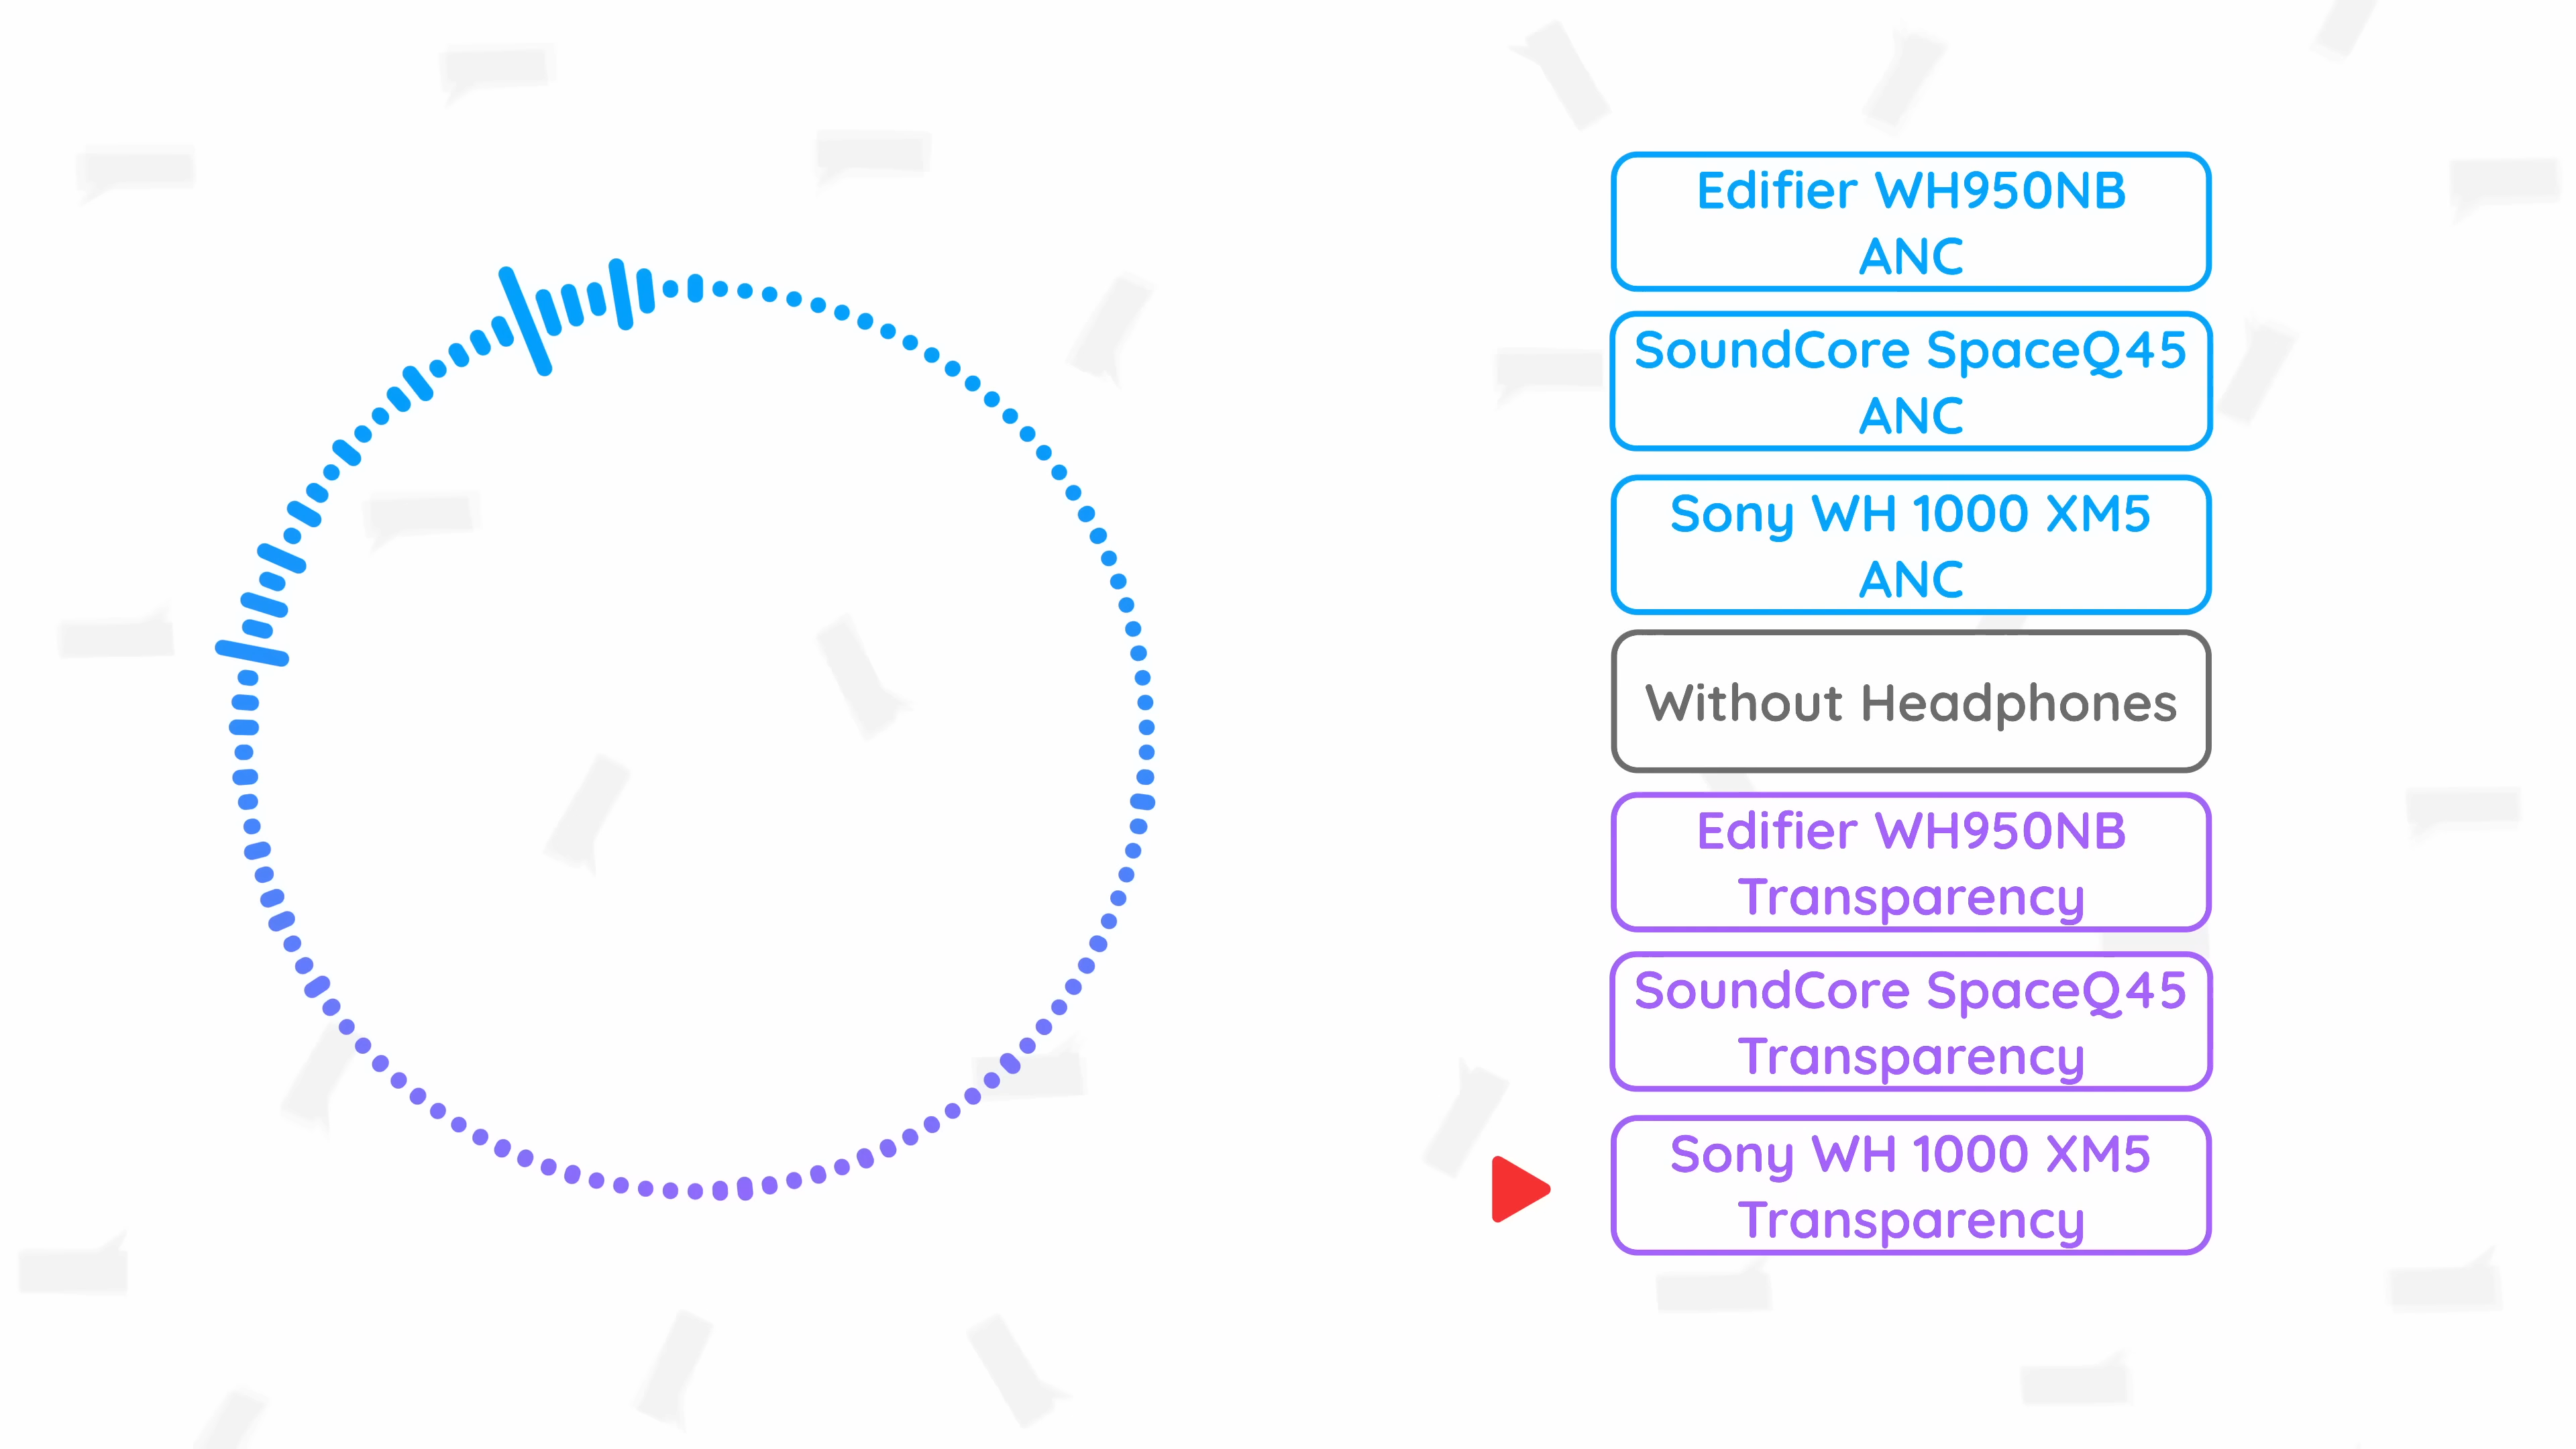 Edifier WH950NB
ANC
SoundCore SpaceQ45
ANC
Sony WH 1000 XM5
ANC
Without Headphones
Edifier WH950NB
Transparency
SoundCore SpaceQ45
Transparency
Sony WH 1000 XM5
Transparency